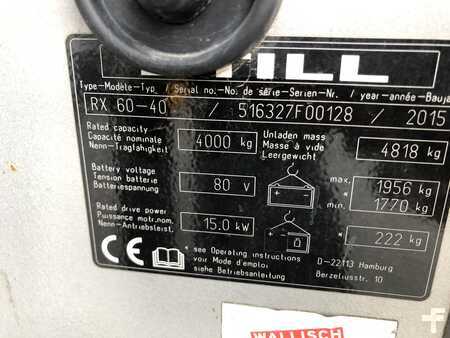 STILL
Type-Modèle-Typ / Serial no.-No. de série-Serien-Nr. / year-année-Bauja
RX 60-40 / 516327F00128 / 2015
Rated capacity
Capacité nominale
Nenn-Tragfähigkeit
4000 kg
Unladen mass
Masse à vide
Leergewicht
4818 kg
Battery voltage
Tension batterie
Batteriespannung
80 V
max. 1956 kg
*
min. 1770 kg
Rated drive power
Puissance motr.nom.
Nenn-Antriebsleist.
15.0 kW
* 222 kg
* see Operating instructions
voir Mode d'emploi
siehe Betriebsanleitung
D-22113 Hamburg
Berzeliusstr. 10
CE
WALLISCH